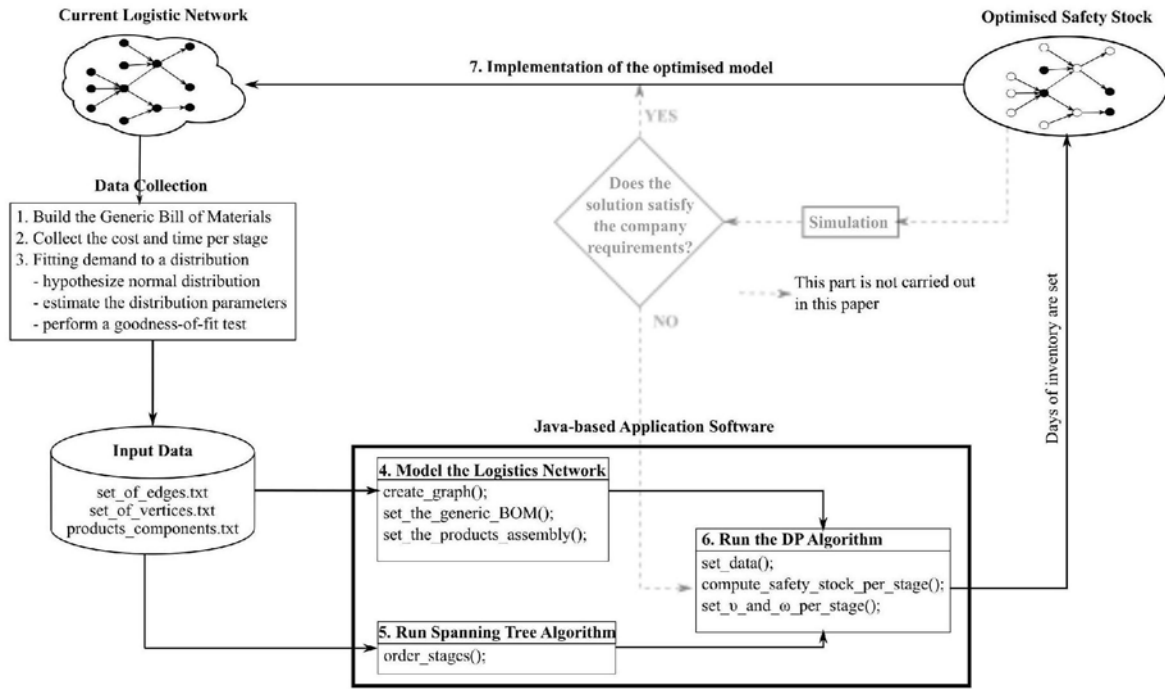 Current Logistic Network
Optimised Safety Stock
7. Implementation of the optimised model
YES
Data Collection
1. Build the Generic Bill of Materials
2. Collect the cost and time per stage
3. Fitting demand to a distribution
- hypothesize normal distribution
- estimate the distribution parameters
- perform a goodness-of-fit test
Does the
solution satisfy
the company
requirements?
Simulation
This part is not carried out
in this paper
NO
Days of inventory are set
Input Data
set_of_edges.txt
set_of_vertices.txt
products_components.txt
Java-based Application Software
4. Model the Logistics Network
create_graph();
set_the_generic_BOM();
set_the_products_assembly();
6. Run the DP Algorithm
set_data();
compute_safety_stock_per_stage();
set_υ_and_ω_per_stage();
5. Run Spanning Tree Algorithm
order_stages();